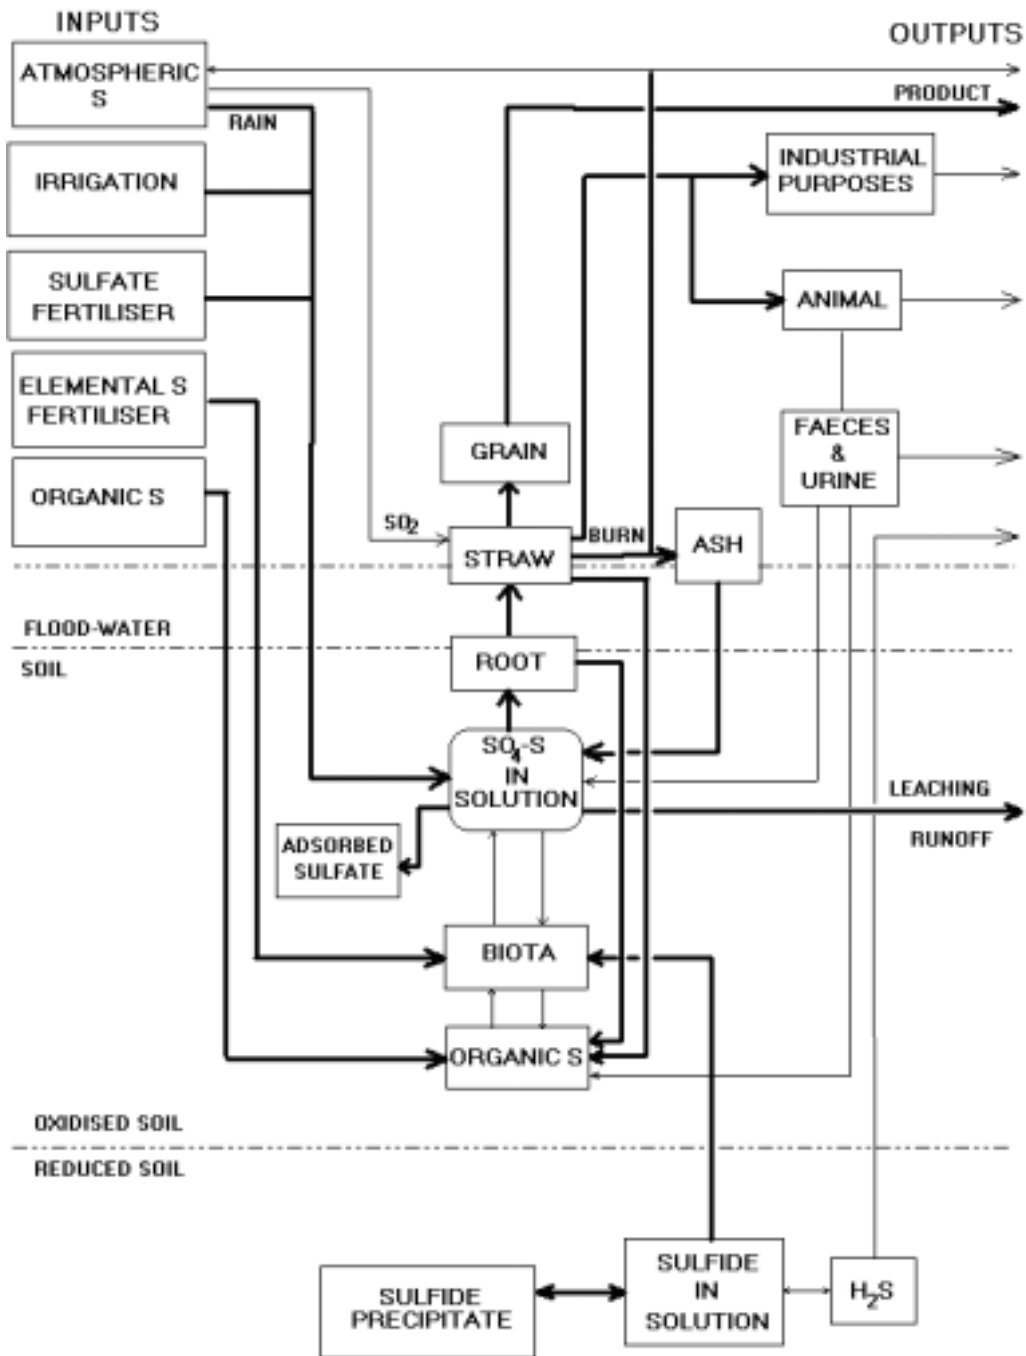 INPUTS
OUTPUTS
ATMOSPHERIC
S
RAIN
PRODUCT
IRRIGATION
INDUSTRIAL
PURPOSES
SULFATE
FERTILISER
ANIMAL
ELEMENTAL S
FERTILISER
GRAIN
FAECES
&
URINE
ORGANIC S
SO2
STRAW
BURN
ASH
FLOOD-WATER
SOIL
ROOT
SO4-S
IN
SOLUTION
LEACHING
RUNOFF
ADSORBED
SULFATE
BIOTA
ORGANIC S
OXIDISED SOIL
REDUCED SOIL
SULFIDE
PRECIPITATE
SULFIDE
IN
SOLUTION
H2S